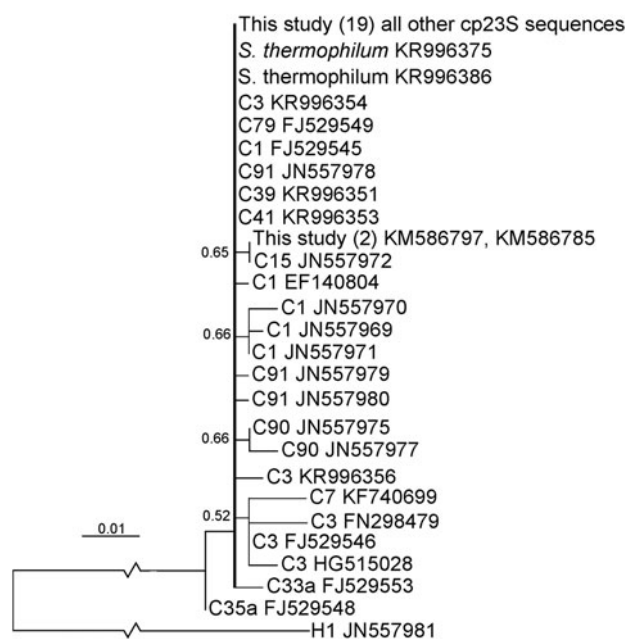 This study (19) all other cp23S sequences
S. thermophilum KR996375
S. thermophilum KR996386
C3 KR996354
C79 FJ529549
C1 FJ529545
C91 JN557978
C39 KR996351
C41 KR996353
This study (2) KM586797, KM586785
0.65
C15 JN557972
C1 EF140804
C1 JN557970
C1 JN557969
0.66
C1 JN557971
C91 JN557979
C91 JN557980
C90 JN557975
0.66
C90 JN557977
C3 KR996356
C7 KF740699
0.52
C3 FN298479
0.01
C3 FJ529546
C3 HG515028
C33a FJ529553
C35a FJ529548
H1 JN557981